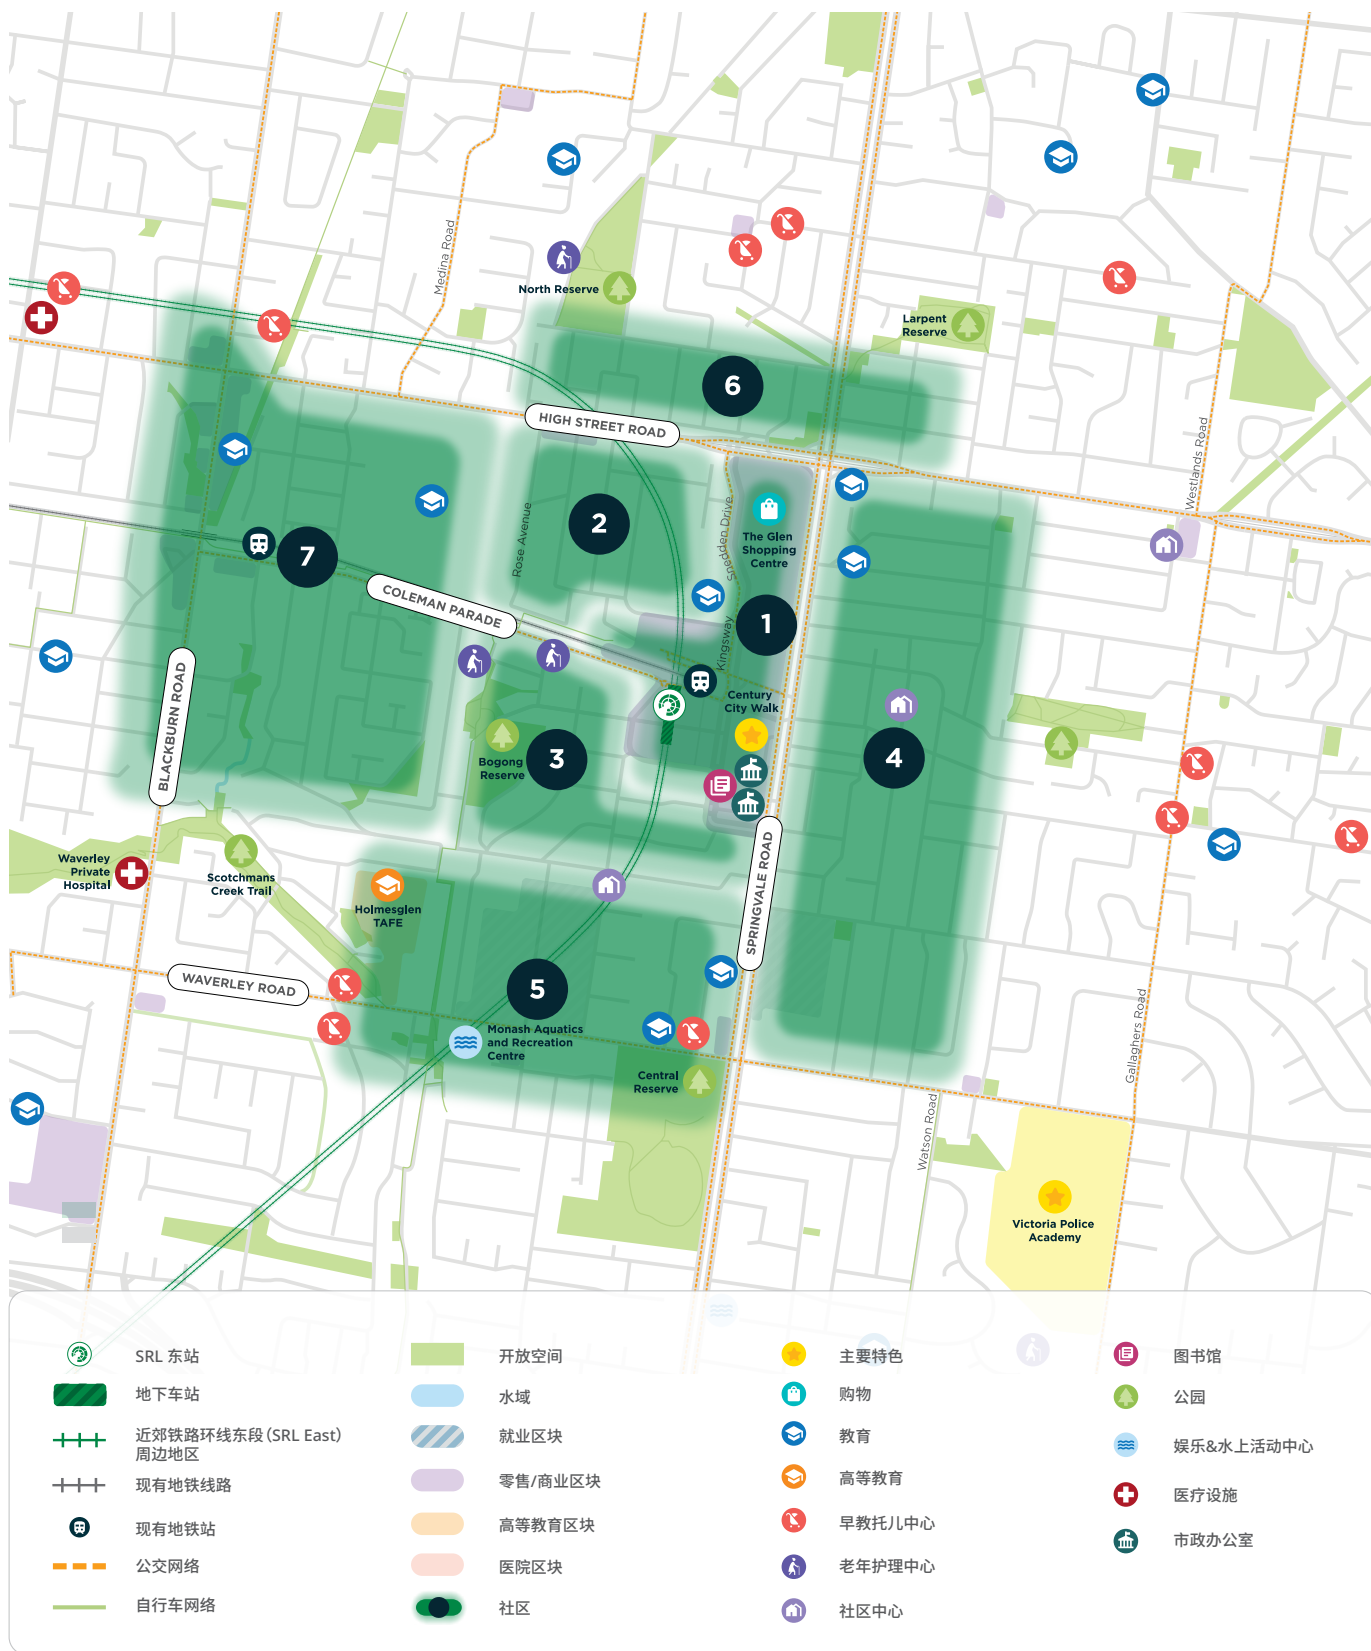 Medina Road
North Reserve
Larpent
Reserve
6
HIGH STREET ROAD
Westlands Road
2
Rose Avenue
Snedden Drive
The Glen
Shopping
Centre
7
COLEMAN PARADE
1
Kingsway
Century
City Walk
BLACKBURN ROAD
Bogong
Reserve
3
4
Waverley
Private
Hospital
Scotchmans
Creek Trail
Holmesglen
TAFE
SPRINGVALE ROAD
WAVERLEY ROAD
5
Monash Aquatics
and Recreation
Centre
Central
Reserve
Gallaghers Road
Watson Road
Victoria Police
Academy
SRL 东站
地下车站
近郊铁路环线东段(SRL East)
周边地区
现有地铁线路
现有地铁站
公交网络
自行车网络
开放空间
水域
就业区块
零售/商业区块
高等教育区块
医院区块
社区
主要特色
购物
教育
高等教育
早教托儿中心
老年护理中心
社区中心
图书馆
公园
娱乐&水上活动中心
医疗设施
市政办公室